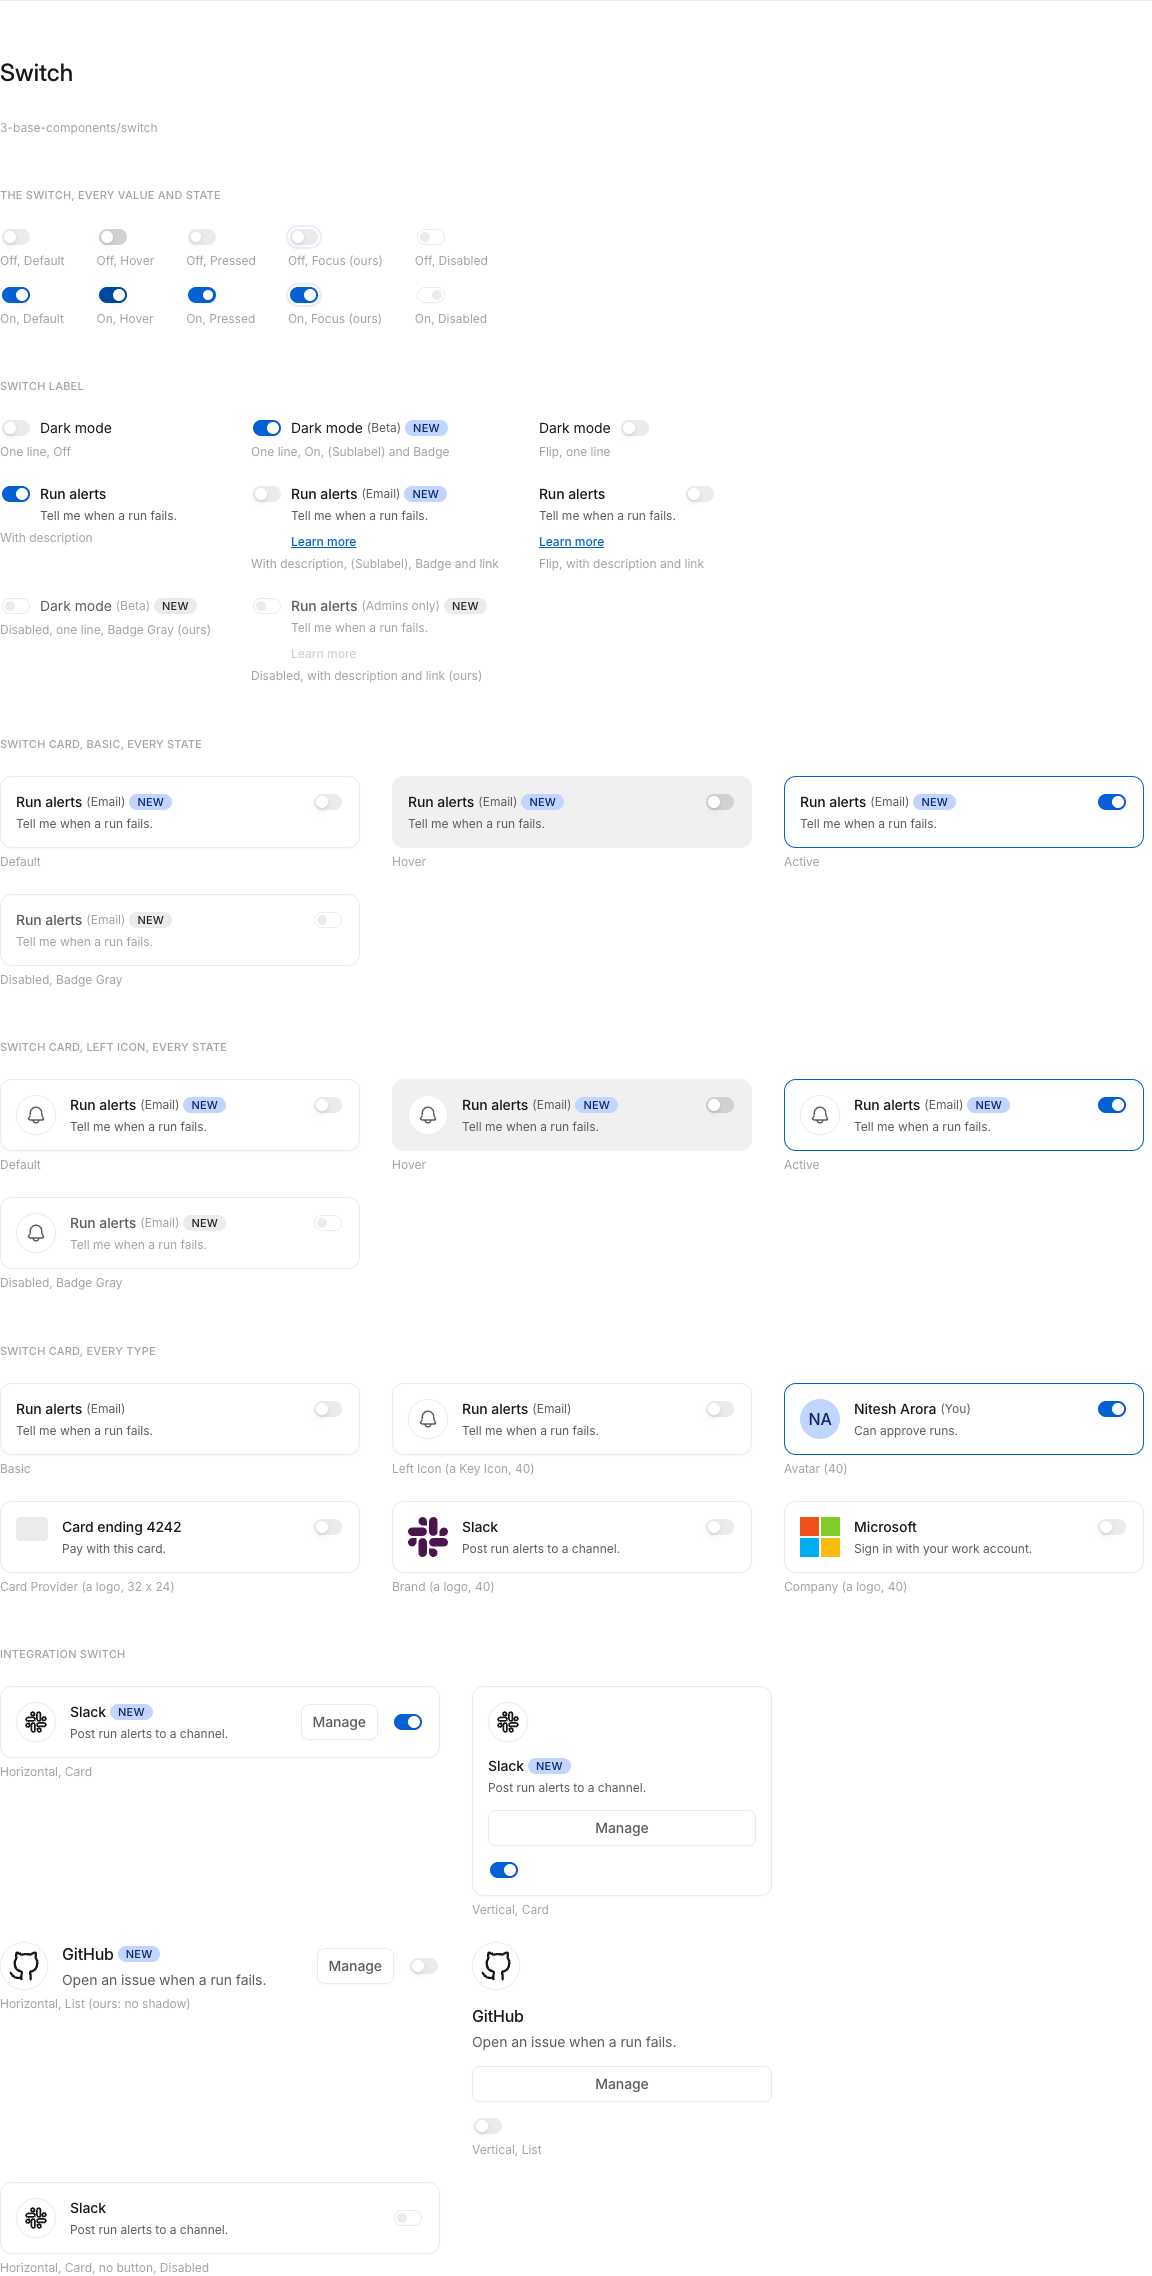 Switch
3-base-components/switch
THE SWITCH, EVERY VALUE AND STATE
Off, Default
Off, Hover
Off, Pressed
Off, Focus (ours)
Off, Disabled
On, Default
On, Hover
On, Pressed
On, Focus (ours)
On, Disabled
SWITCH LABEL
Dark mode
One line, Off
Dark mode (Beta) NEW
One line, On, (Sublabel) and Badge
Dark mode
Flip, one line
Run alerts
Tell me when a run fails.
With description
Run alerts (Email) NEW
Tell me when a run fails.
Learn more
With description, (Sublabel), Badge and link
Run alerts
Tell me when a run fails.
Learn more
Flip, with description and link
Dark mode (Beta) NEW
Disabled, one line, Badge Gray (ours)
Run alerts (Admins only) NEW
Tell me when a run fails.
Learn more
Disabled, with description and link (ours)
SWITCH CARD, BASIC, EVERY STATE
Run alerts (Email) NEW
Tell me when a run fails.
Default
Run alerts (Email) NEW
Tell me when a run fails.
Hover
Run alerts (Email) NEW
Tell me when a run fails.
Active
Run alerts (Email) NEW
Tell me when a run fails.
Disabled, Badge Gray
SWITCH CARD, LEFT ICON, EVERY STATE
Run alerts (Email) NEW
Tell me when a run fails.
Default
Run alerts (Email) NEW
Tell me when a run fails.
Hover
Run alerts (Email) NEW
Tell me when a run fails.
Active
Run alerts (Email) NEW
Tell me when a run fails.
Disabled, Badge Gray
SWITCH CARD, EVERY TYPE
Run alerts (Email)
Tell me when a run fails.
Basic
Run alerts (Email)
Tell me when a run fails.
Left Icon (a Key Icon, 40)
NA
Nitesh Arora (You)
Can approve runs.
Avatar (40)
Card ending 4242
Pay with this card.
Card Provider (a logo, 32 x 24)
Slack
Post run alerts to a channel.
Brand (a logo, 40)
Microsoft
Sign in with your work account.
Company (a logo, 40)
INTEGRATION SWITCH
Slack NEW
Post run alerts to a channel.
Manage
Horizontal, Card
Slack NEW
Post run alerts to a channel.
Manage
Vertical, Card
GitHub NEW
Open an issue when a run fails.
Manage
Horizontal, List (ours: no shadow)
GitHub
Open an issue when a run fails.
Manage
Vertical, List
Slack
Post run alerts to a channel.
Horizontal, Card, no button, Disabled